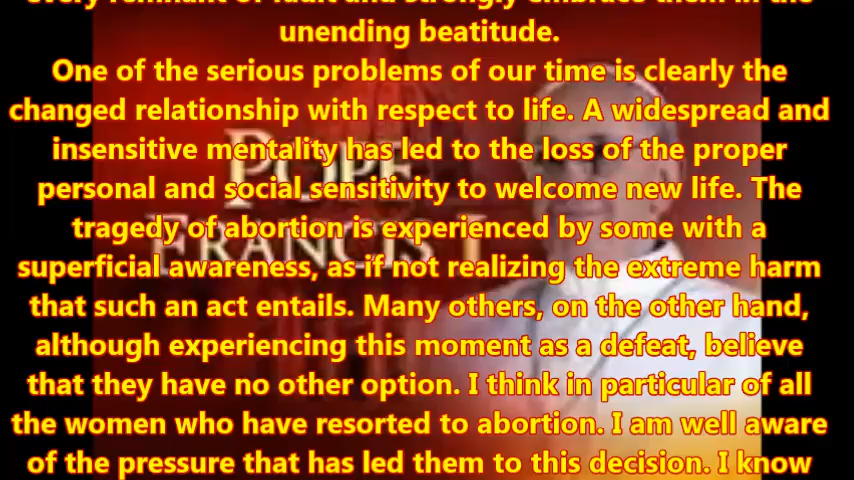 every remnant of fault and strongly embrace them in the
unending beatitude.
One of the serious problems of our time is clearly the
changed relationship with respect to life. A widespread and
insensitive mentality has led to the loss of the proper
personal and social sensitivity to welcome new life. The
tragedy of abortion is experienced by some with a
superficial awareness, as if not realizing the extreme harm
that such an act entails. Many others, on the other hand,
although experiencing this moment as a defeat, believe
that they have no other option. I think in particular of all
the women who have resorted to abortion. I am well aware
of the pressure that has led them to this decision. I know
POPE
FRANCIS I